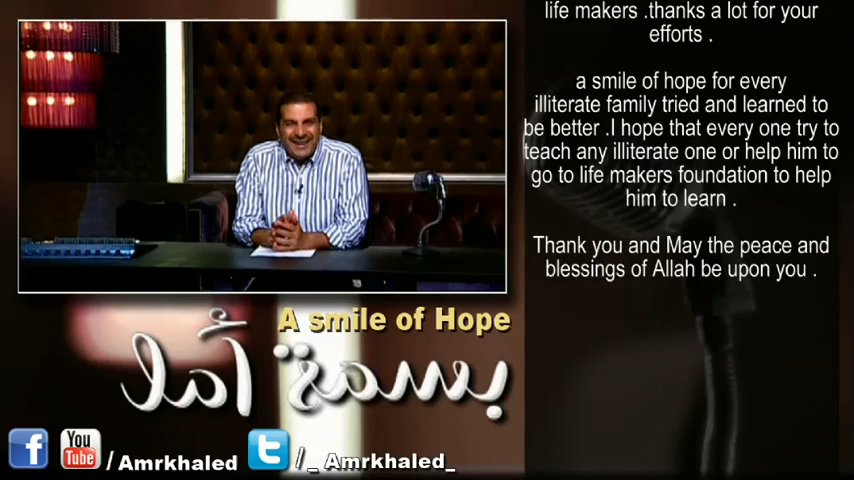 life makers .thanks a lot for your
efforts .
a smile of hope for every
illiterate family tried and learned to
be better .I hope that every one try to
teach any illiterate one or help him to
go to life makers foundation to help
him to learn .
Thank you and May the peace and
blessings of Allah be upon you .
A smile of Hope
بسمة أمل
f You Tube /Amrkhaled t /_Amrkhaled_